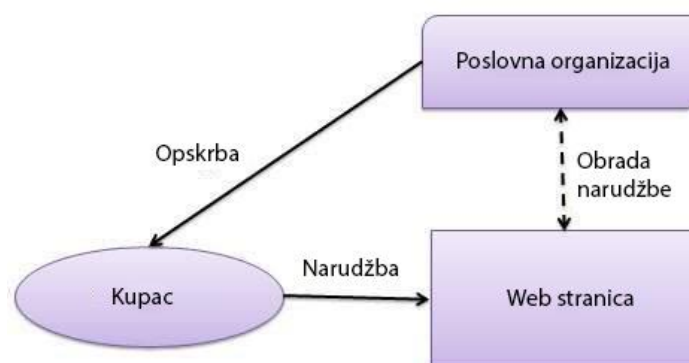 Poslovna organizacija
Opskrba
Obrada
narudžbe
Narudžba
Kupac
Web stranica